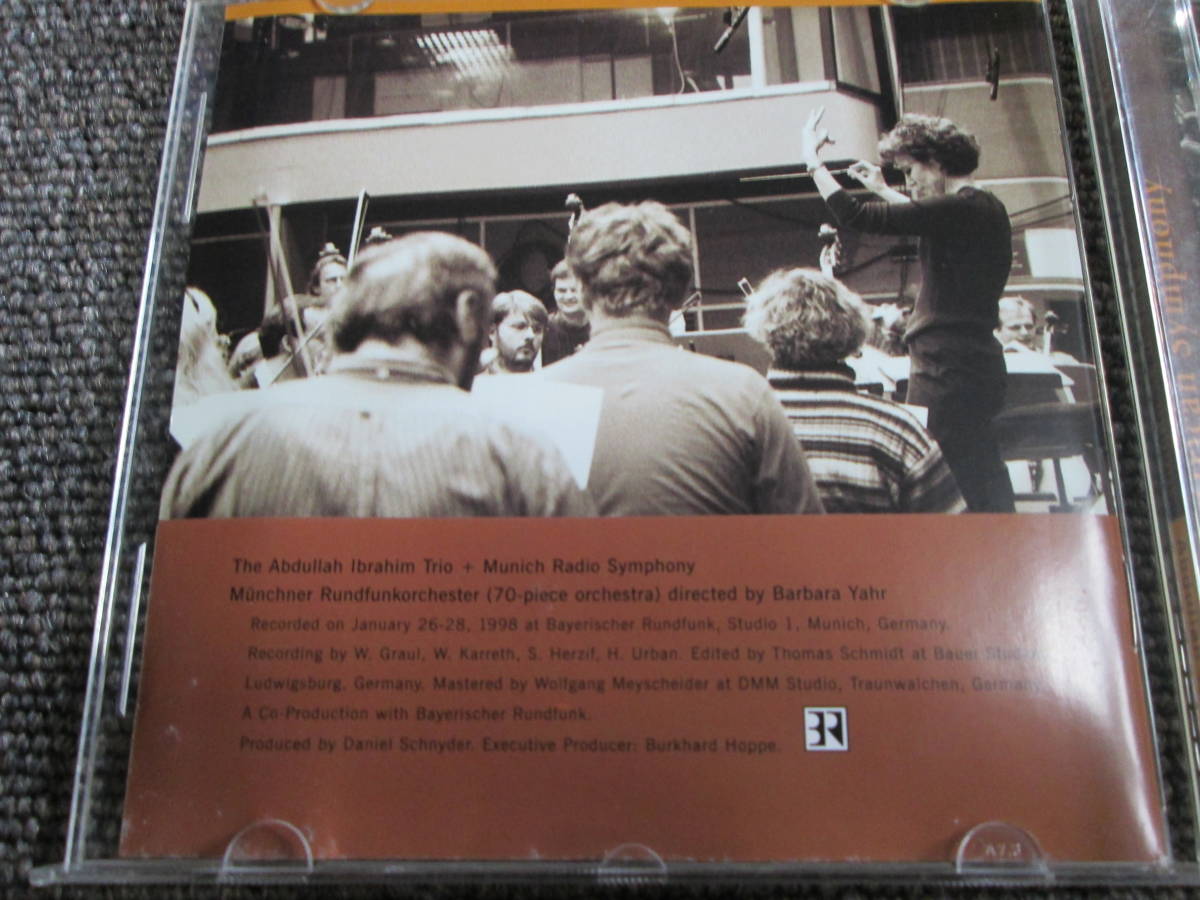 The Abdullah Ibrahim Trio + Munich Radio Symphony
Münchner Rundfunkorchester (70-piece orchestra) directed by Barbara Yahr
Recorded on January 26-28, 1998 at Bayerischer Rundfunk, Studio 1, Munich, Germany.
Recording by W. Graul, W. Karreth, S. Herzif, H. Urban. Edited by Thomas Schmidt at Bauer
Ludwigsburg, Germany. Mastered by Wolfgang Meyscheider at DMM Studio, Traunwalchen, Germany
A Co-Production with Bayerischer Rundfunk.
Produced by Daniel Schnyder. Executive Producer: Burkhard Hoppe.
BR
Symphony